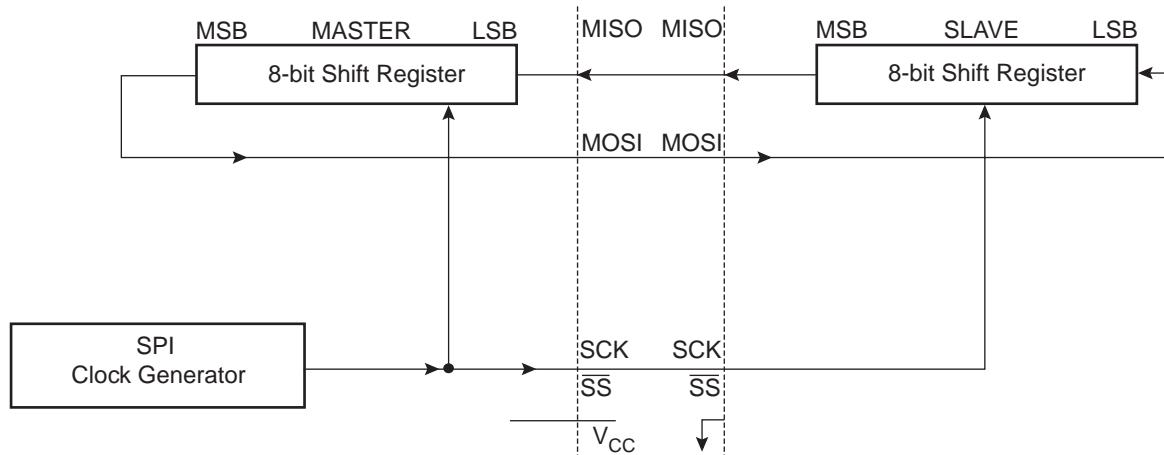 MSB MASTER LSB MISO MISO MSB SLAVE LSB
8-bit Shift Register 8-bit Shift Register
MOSI MOSI
SPI
Clock Generator
SCK SCK
SS SS
VCC